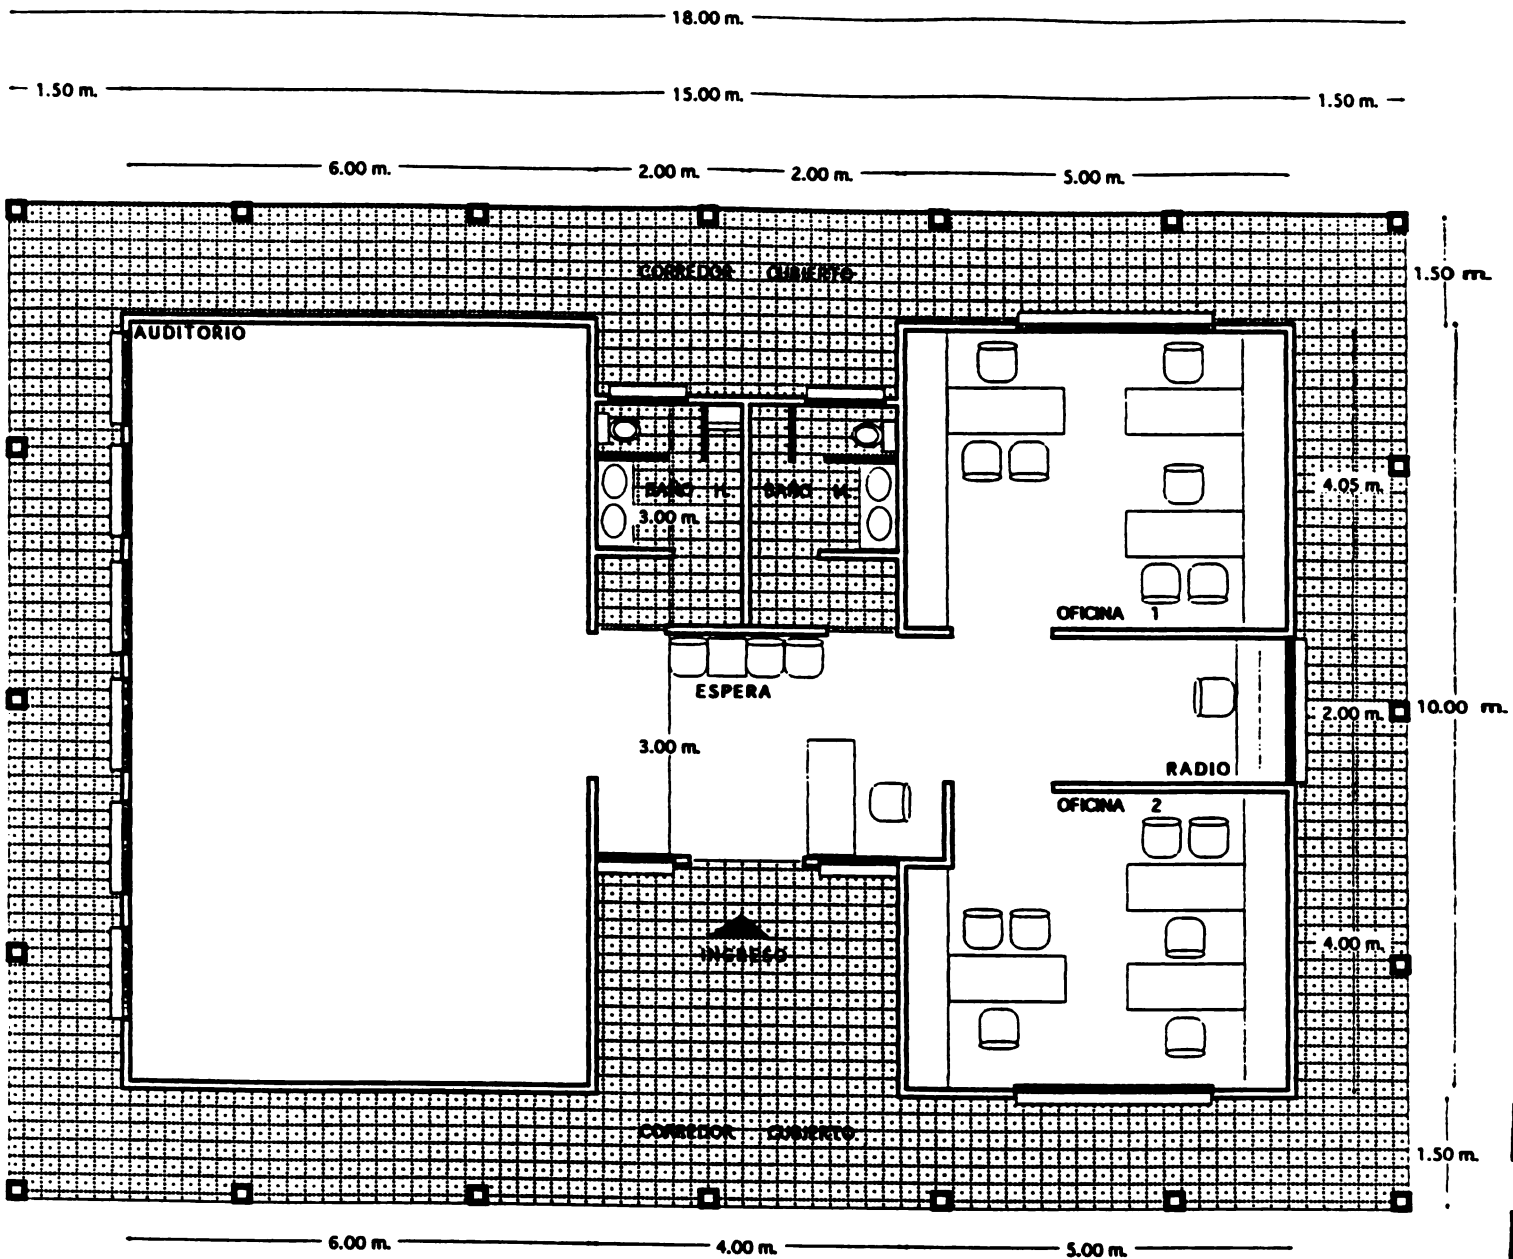 18.00 m.
1.50 m.
15.00 m.
1.50 m.
6.00 m.
2.00 m.
2.00 m.
5.00 m.
CORREDOR CUBIERTO
1.50 m.
AUDITORIO
4.05 m.
BAÑO H.
BAÑO M.
3.00 m.
OFICINA 1
ESPERA
3.00 m.
2.00 m.
10.00 m.
RADIO
OFICINA 2
4.00 m.
INGRESO
CORREDOR CUBIERTO
1.50 m.
6.00 m.
4.00 m.
5.00 m.